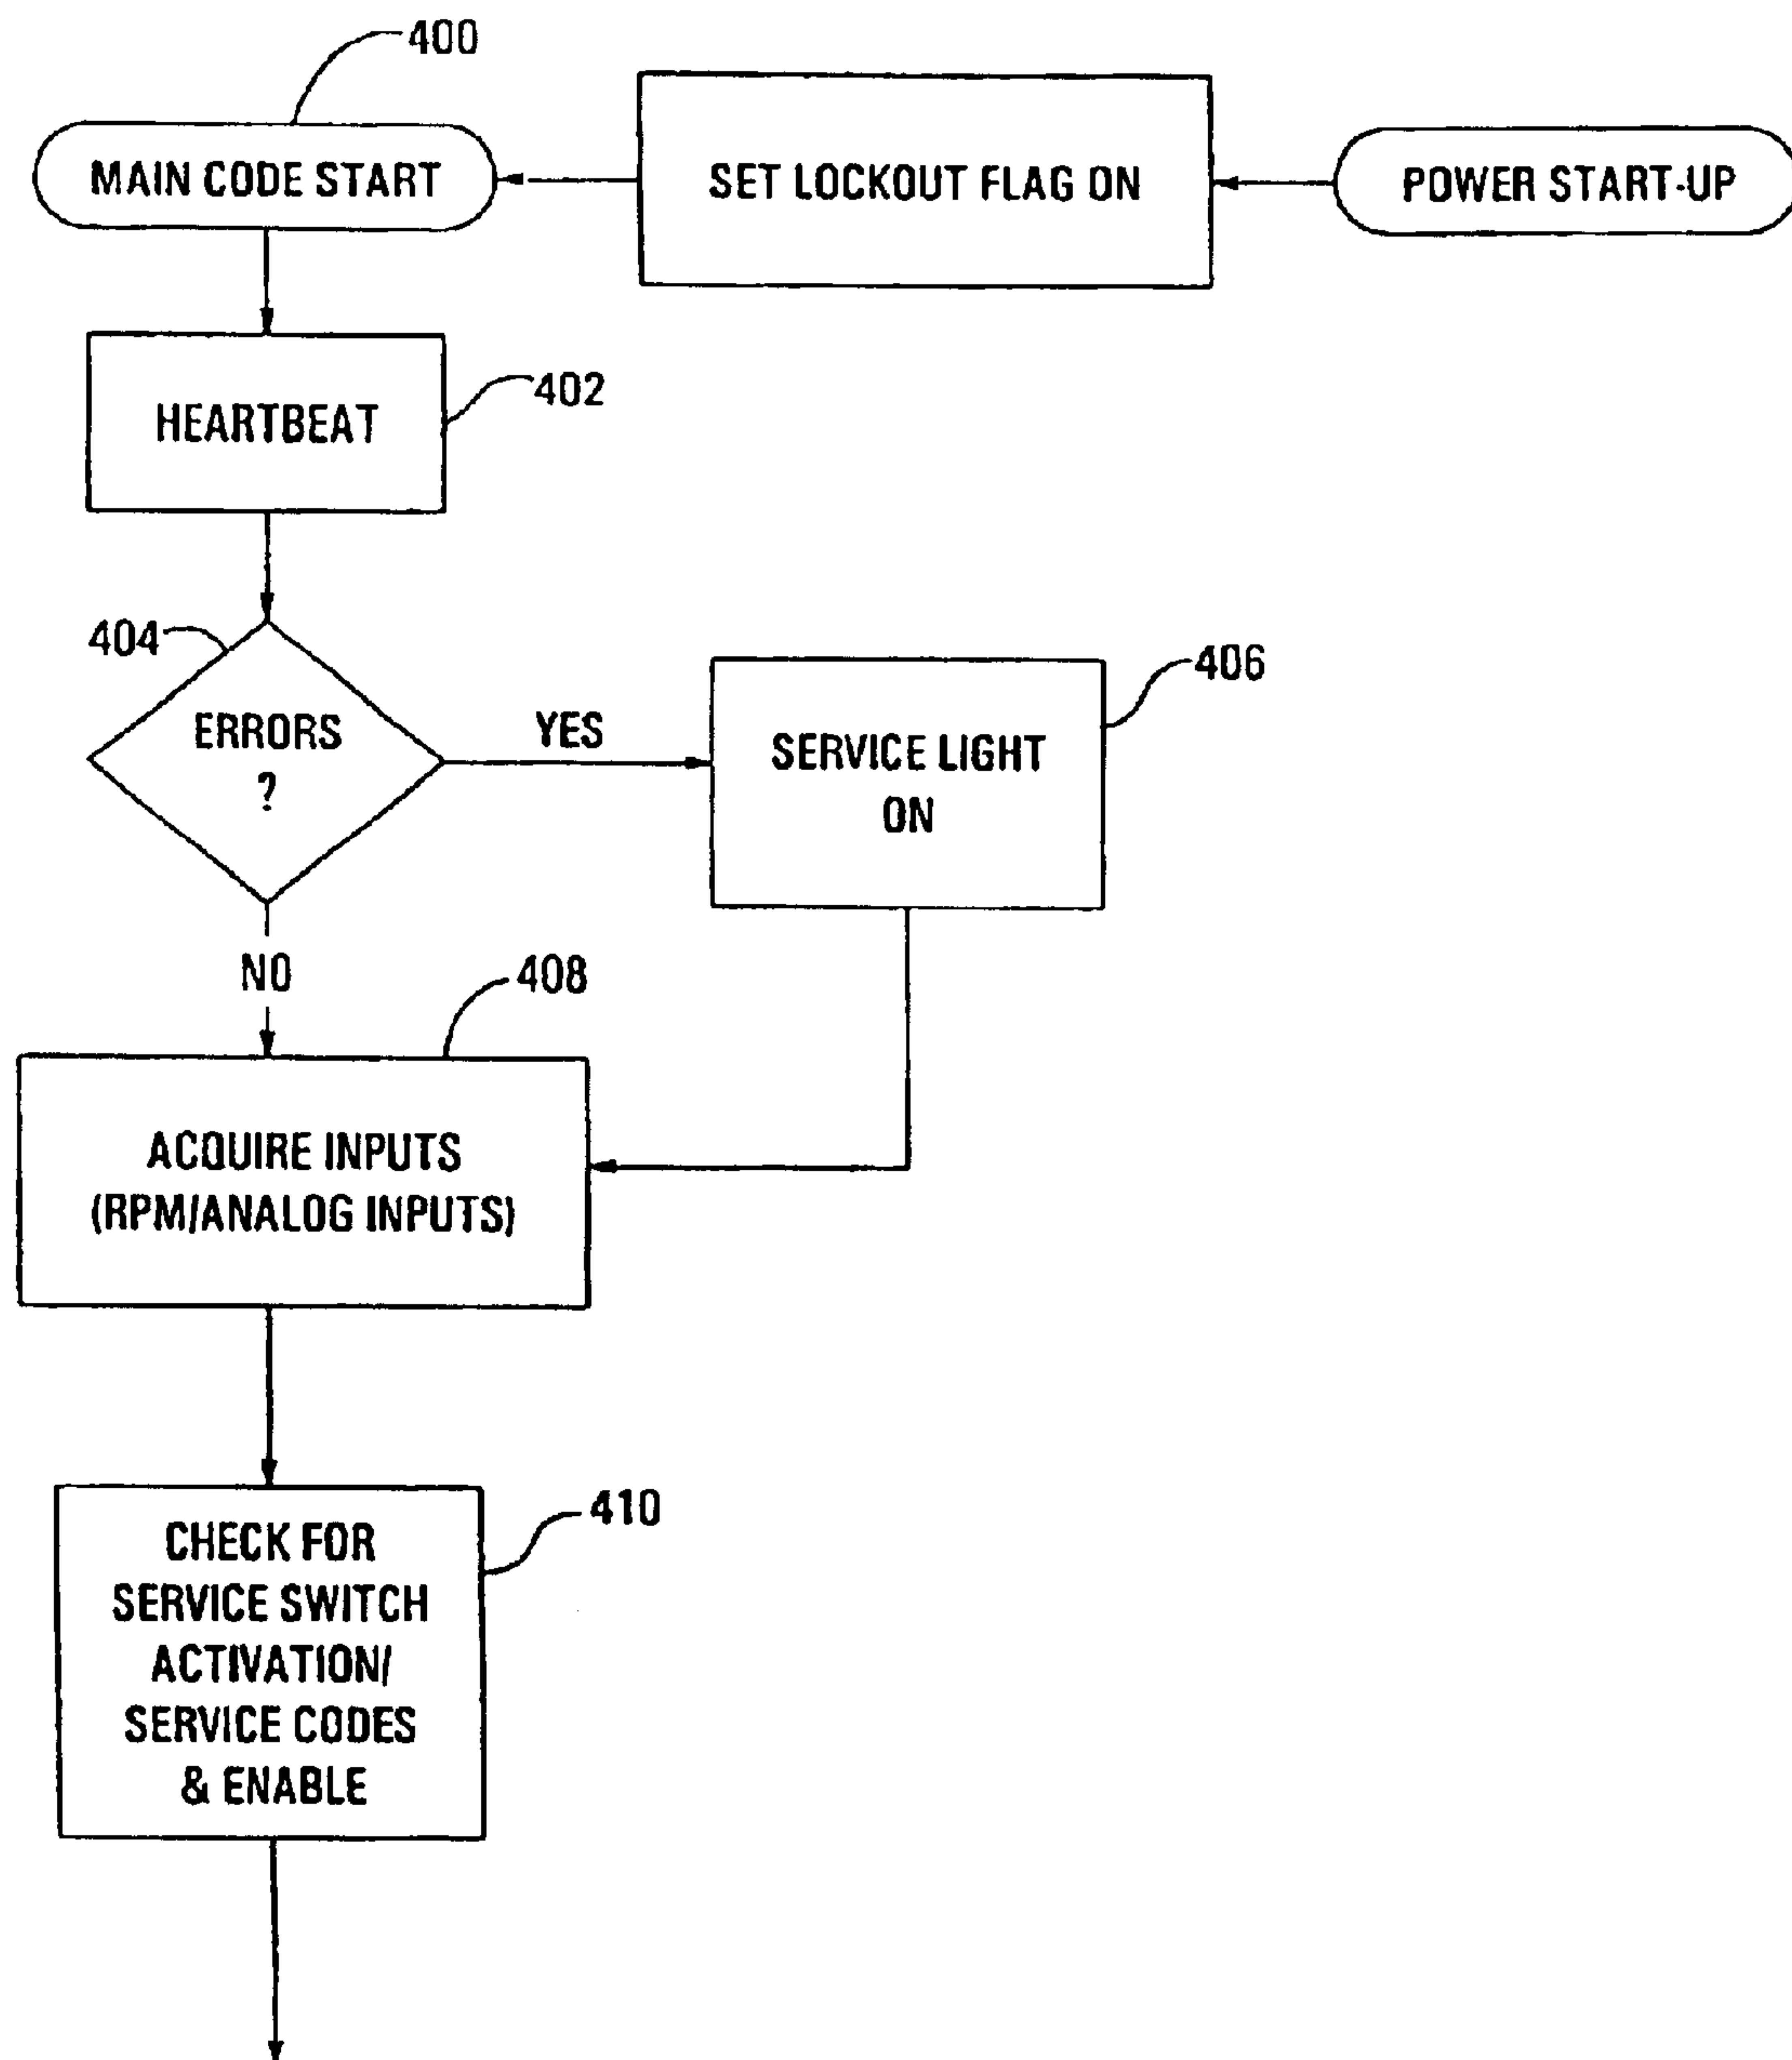 400
MAIN CODE START
SET LOCKOUT FLAG ON
POWER START-UP
HEARTBEAT
402
404
ERRORS
?
YES
SERVICE LIGHT
ON
406
NO
408
ACQUIRE INPUTS
(RPM/ANALOG INPUTS)
CHECK FOR
SERVICE SWITCH
ACTIVATION/
SERVICE CODES
& ENABLE
410